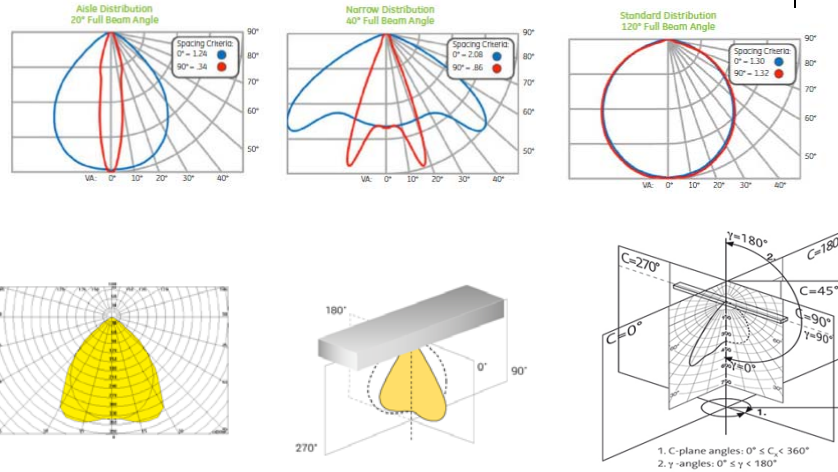 Aisle Distribution
20° Full Beam Angle
Spacing Criteria:
0° = 1.24
90° = .34
90°
80°
70°
60°
50°
VA: 0° 10° 20° 30° 40°
Narrow Distribution
40° Full Beam Angle
Spacing Criteria:
0° = 2.08
90° = .86
90°
80°
70°
60°
50°
VA: 0° 10° 20° 30° 40°
Standard Distribution
120° Full Beam Angle
Spacing Criteria:
0° = 1.30
90° = 1.32
90°
80°
70°
60°
50°
VA: 0° 10° 20° 30° 40°
180°
0°
90°
270°
γ=180°
2.
C=180
C=270°
C=45°
C=90°
γ=90°
C=0°
γ=0°
1.
1. C-plane angles: 0° ≤ Cx< 360°
2. γ -angles: 0° ≤ γ < 180°